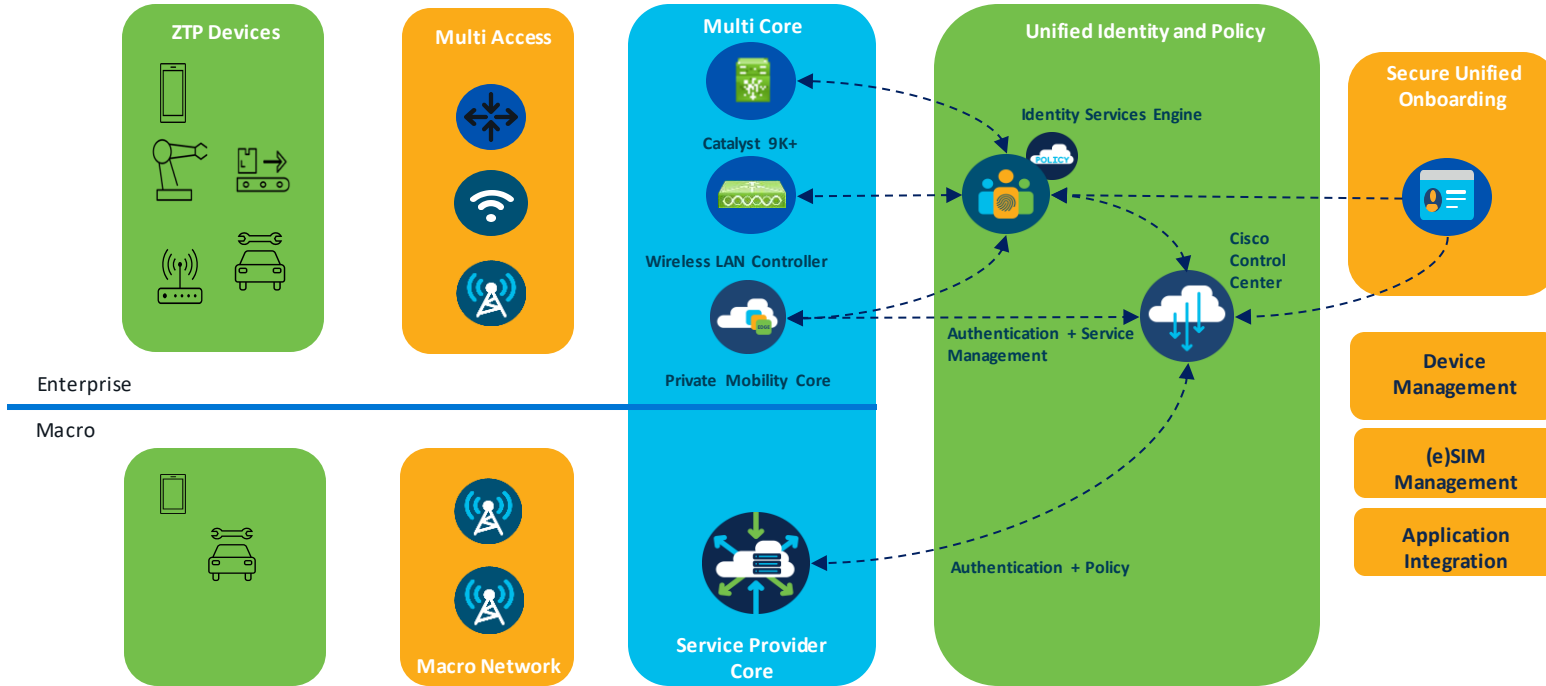 ZTP Devices
Multi Access
Multi Core
Unified Identity and Policy
Secure Unified
Onboarding
Identity Services Engine
POLICY
Catalyst 9K+
Wireless LAN Controller
Cisco
Control
Center
EDGE
Authentication + Service
Management
Private Mobility Core
Device
Management
Enterprise
Macro
(e)SIM
Management
Application
Integration
Authentication + Policy
Service Provider
Core
Macro Network